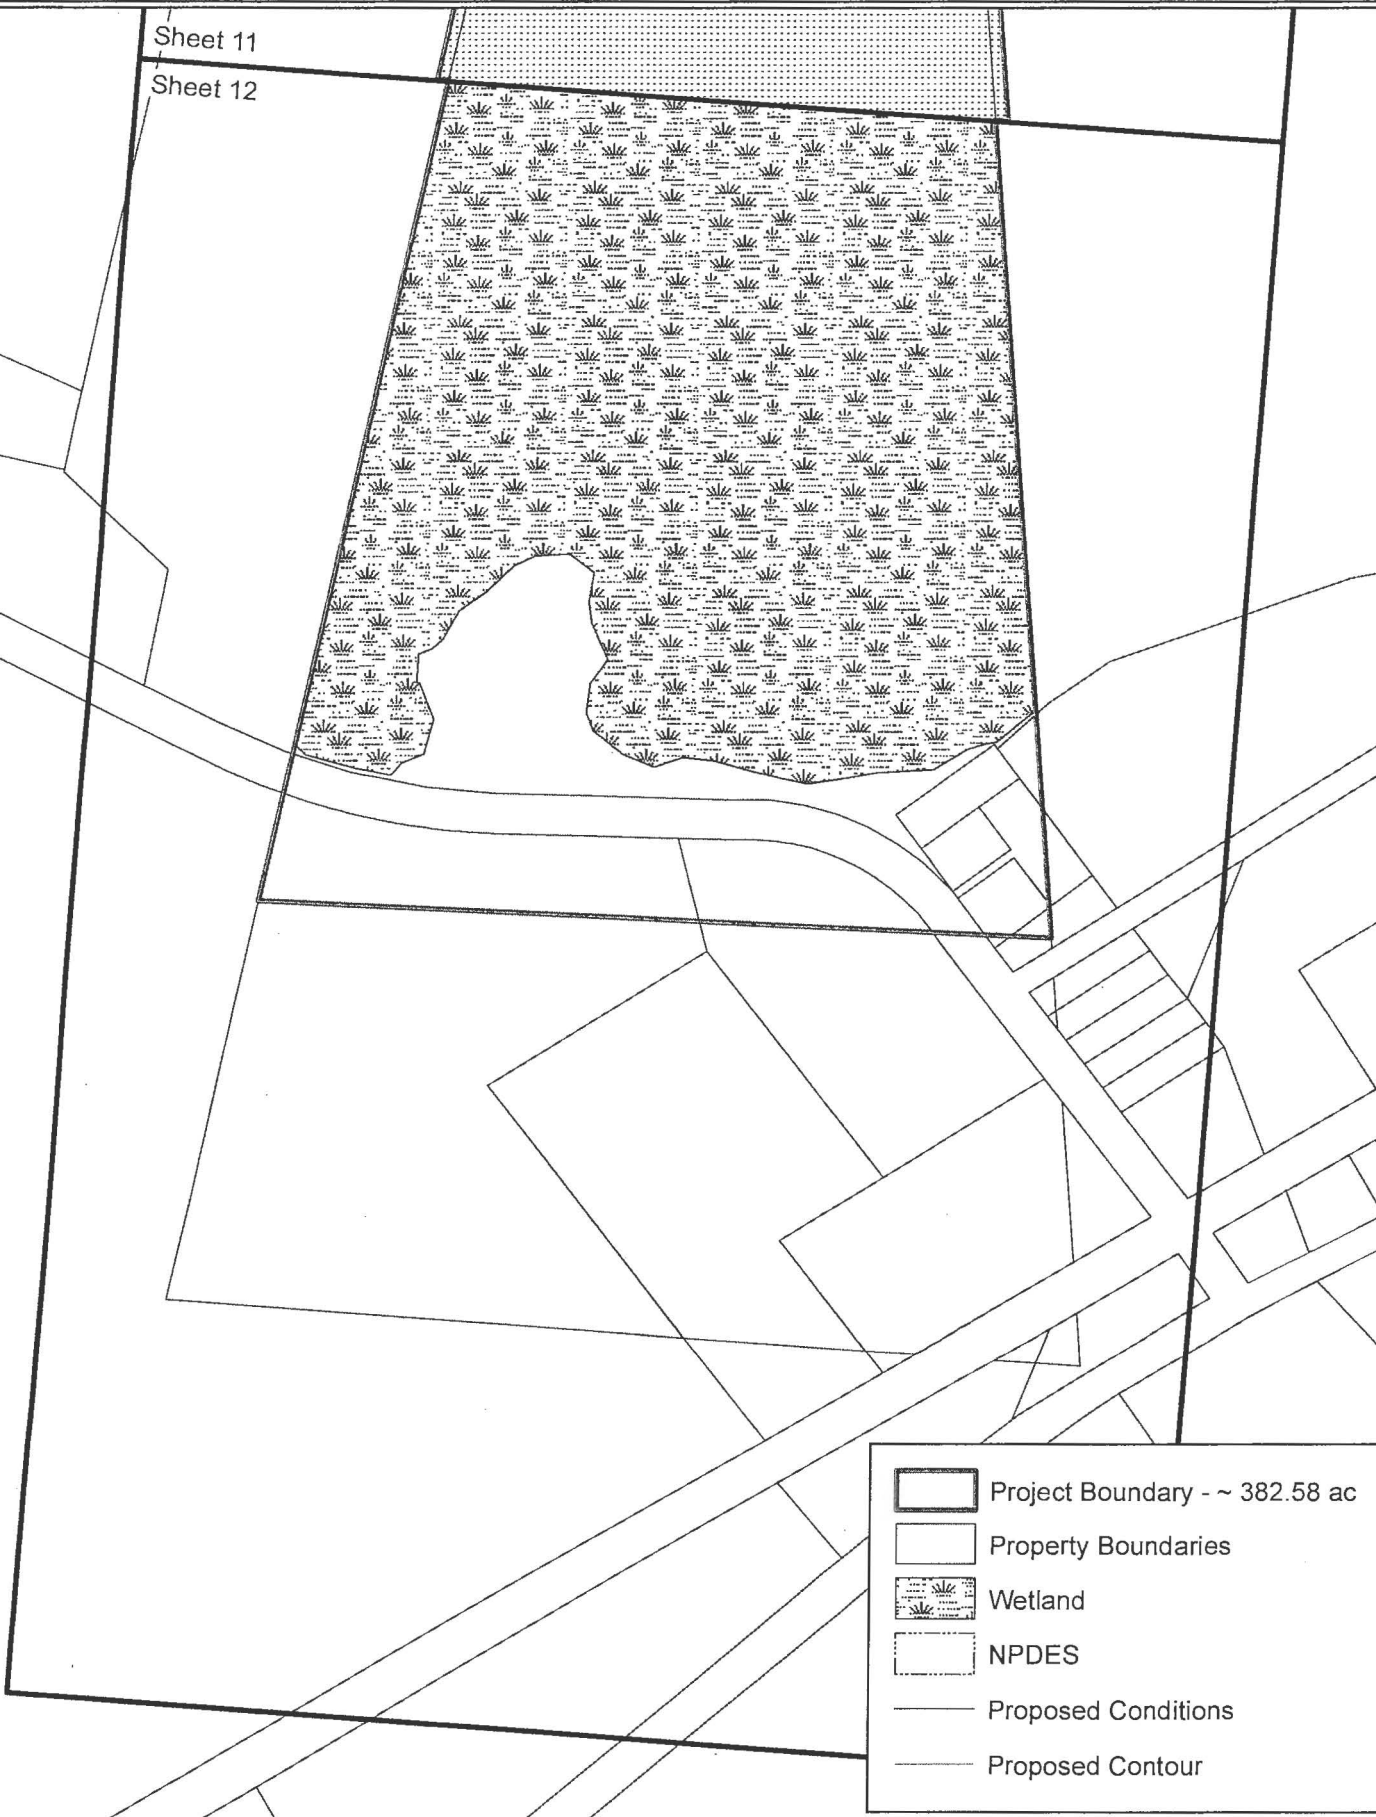 Sheet 11
Sheet 12
Project Boundary - ~ 382.58 ac
Property Boundaries
Wetland
NPDES
Proposed Conditions
Proposed Contour